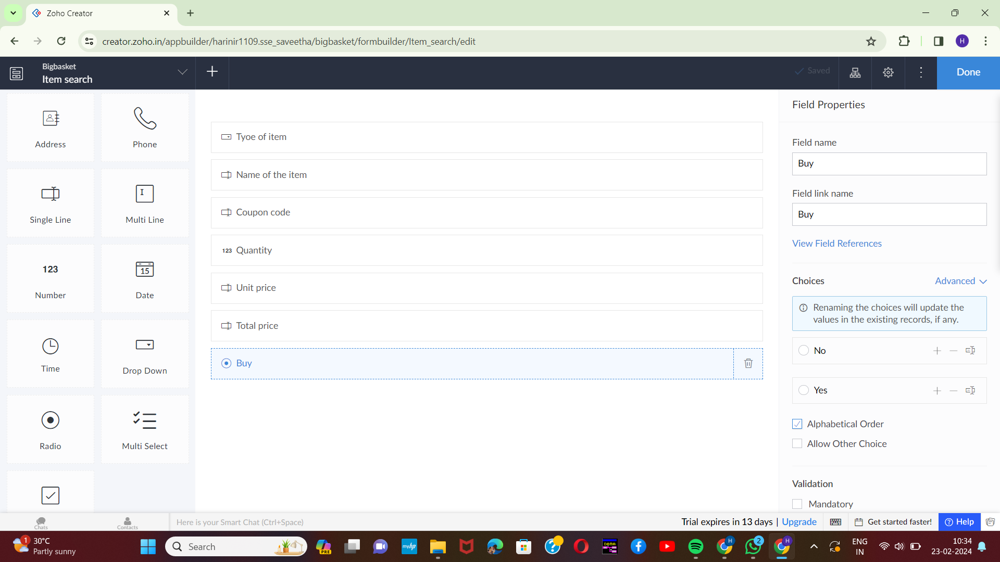 Zoho Creator
creator.zoho.in/appbuilder/harinir1109.sse_saveetha/bigbasket/formbuilder/Item_search/edit
H
Bigbasket
Item search
Saved
Done
Address
Phone
Single Line
I
Multi Line
123
Number
15
Date
Time
Drop Down
Radio
Multi Select
Tyoe of item
Name of the item
Coupon code
123 Quantity
Unit price
Total price
Buy
Field Properties
Field name
Buy
Field link name
Buy
View Field References
Choices
Advanced
Renaming the choices will update the
values in the existing records, if any.
No
Yes
Alphabetical Order
Allow Other Choice
Validation
Mandatory
Chats
Contacts
Here is your Smart Chat (Ctrl+Space)
Trial expires in 13 days | Upgrade
Get started faster!
? Help
1
30°C
Partly sunny
Search
PRE
myhp
?
DATA
H
2
H
ENG
IN
10:34
23-02-2024